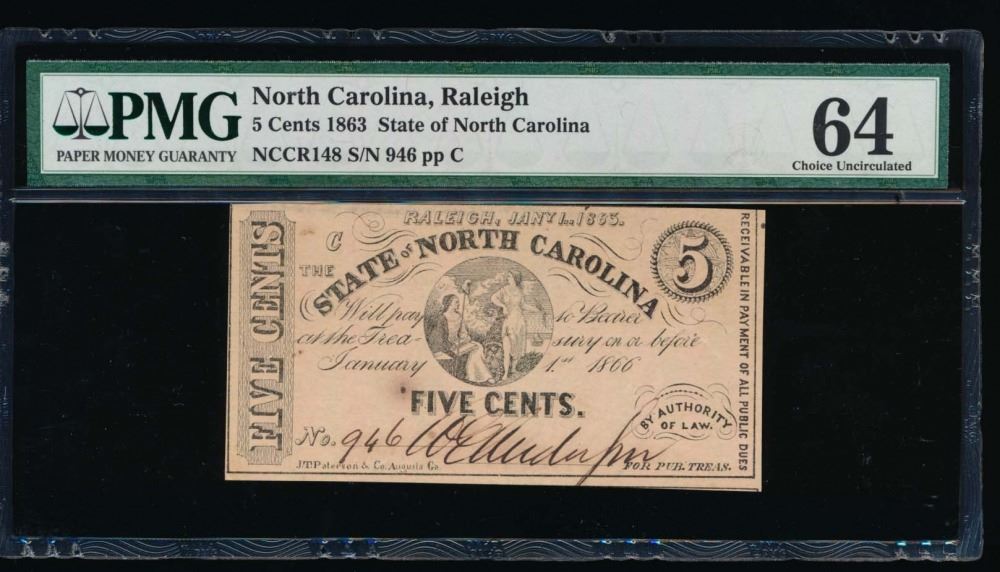 PMG
PAPER MONEY GUARANTY
North Carolina, Raleigh
5 Cents 1863 State of North Carolina
NCCR148 S/N 946 pp C
64
Choice Uncirculated
RALEIGH, JANY 1st 1863.
C
THE
STATE of NORTH CAROLINA
5
Will pay to Bearer
at the Treasury on or before
January 1st 1866
FIVE CENTS.
FIVE CENTS
RECEIVABLE IN PAYMENT OF ALL PUBLIC DUES
BY AUTHORITY
OF LAW.
No. 946
J.T. Paterson & Co. Augusta Ga.
FOR PUB. TREAS.